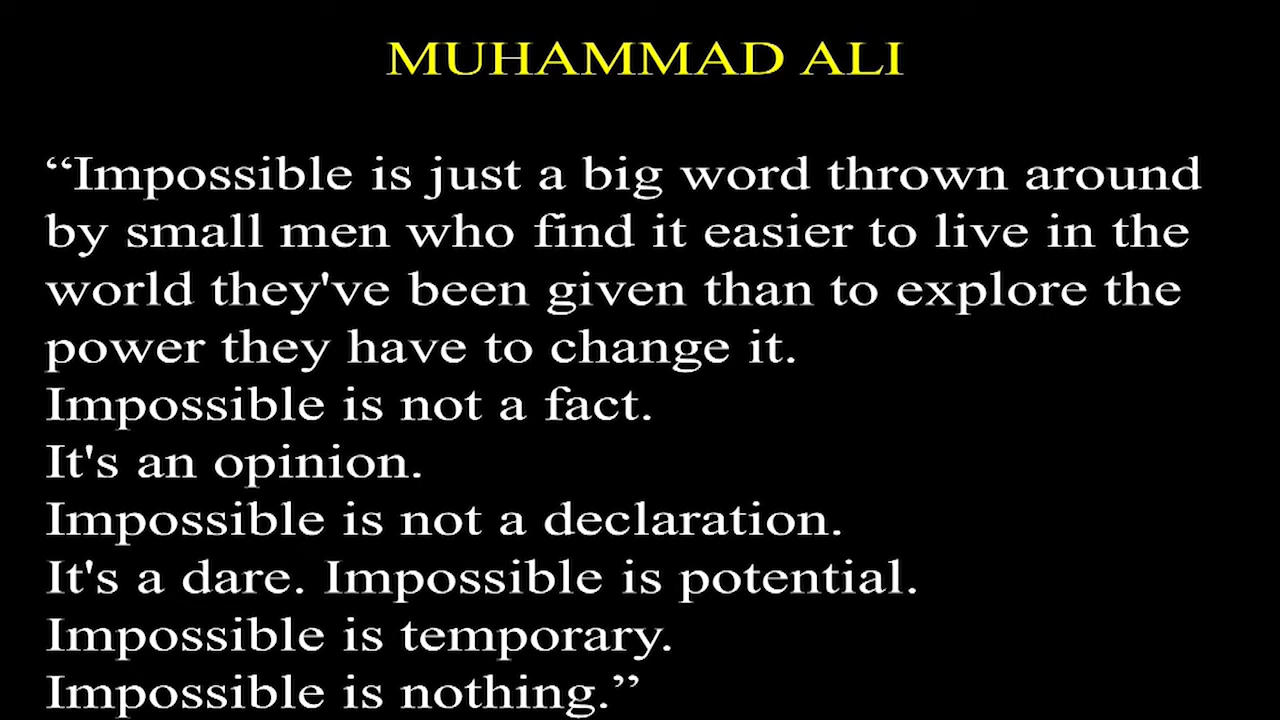 MUHAMMAD ALI
“Impossible is just a big word thrown around
by small men who find it easier to live in the
world they've been given than to explore the
power they have to change it.
Impossible is not a fact.
It's an opinion.
Impossible is not a declaration.
It's a dare. Impossible is potential.
Impossible is temporary.
Impossible is nothing.”